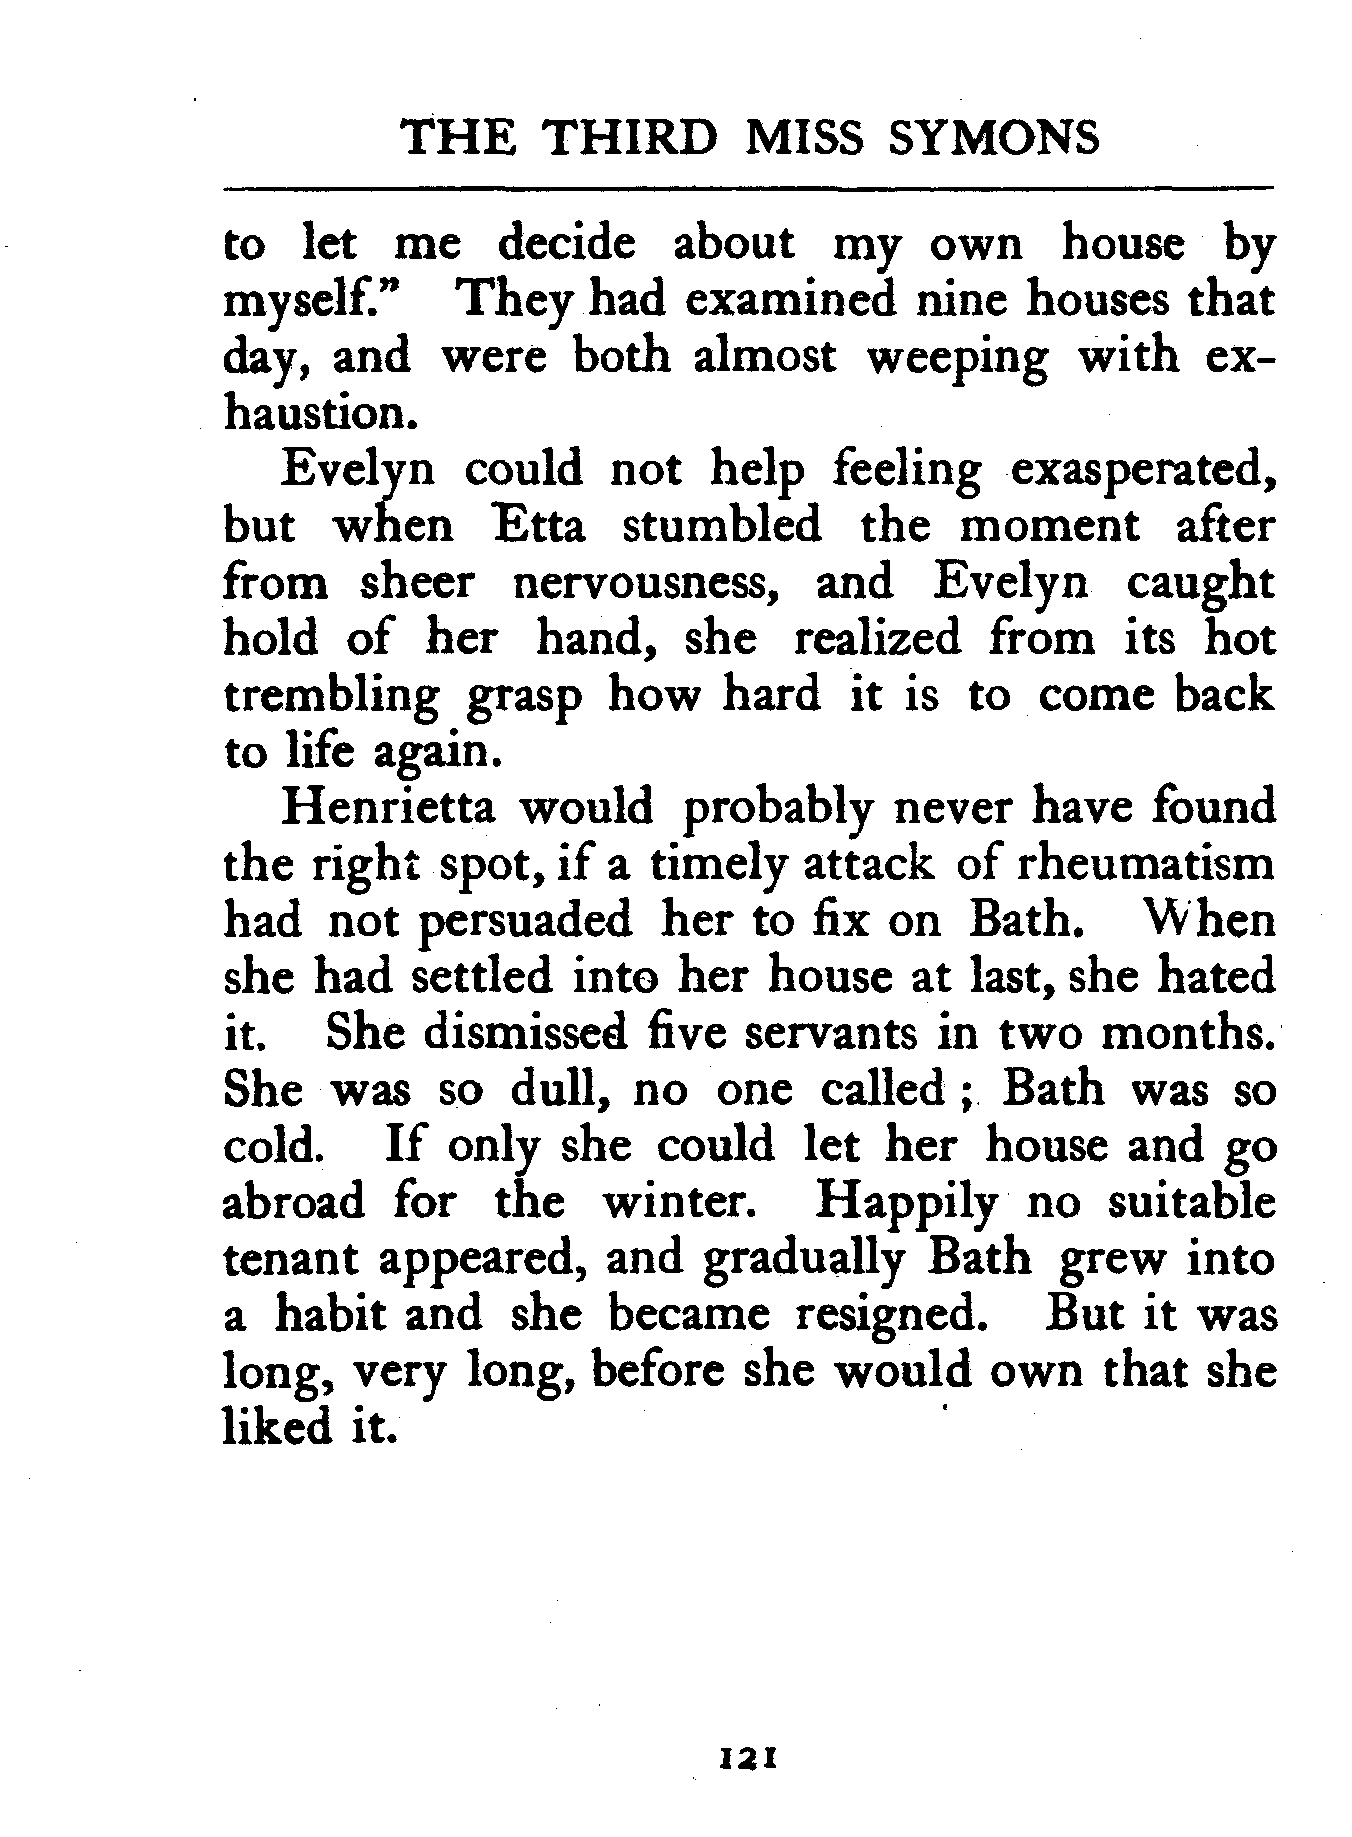 THE THIRD MISS SYMONS
to let me decide about my own house by
myself.” They had examined nine houses that
day, and were both almost weeping with ex-
haustion.
Evelyn could not help feeling exasperated,
but when Etta stumbled the moment after
from sheer nervousness, and Evelyn caught
hold of her hand, she realized from its hot
trembling grasp how hard it is to come back
to life again.
Henrietta would probably never have found
the right spot, if a timely attack of rheumatism
had not persuaded her to fix on Bath. When
she had settled into her house at last, she hated
it. She dismissed five servants in two months.
She was so dull, no one called ; Bath was so
cold. If only she could let her house and go
abroad for the winter. Happily no suitable
tenant appeared, and gradually Bath grew into
a habit and she became resigned. But it was
long, very long, before she would own that she
liked it.
121